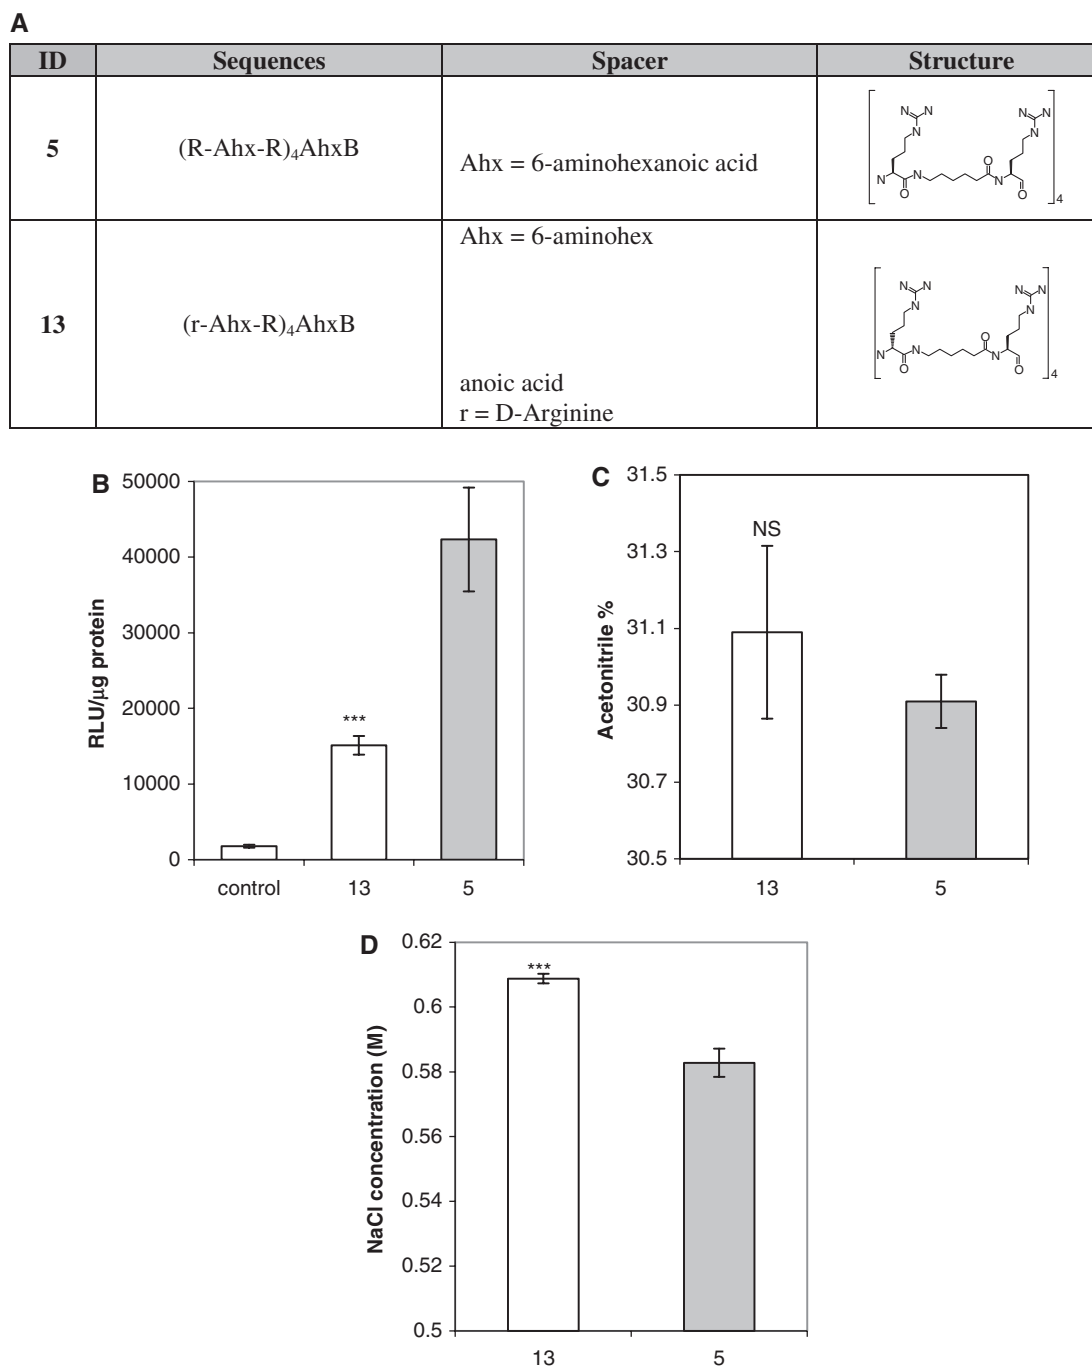 A
ID Sequences Spacer Structure
5 (R-Ahx-R)₄AhxB Ahx = 6-aminohexanoic acid
N N N N
N N
N N O N
O O
4
13 (r-Ahx-R)₄AhxB Ahx = 6-aminohex
anoic acid
r = D-Arginine
N N N N
N N
N N O N
O O
4
B
50000
40000
30000
20000
10000
0
RLU/µg protein
***
control 13 5
C
31.5
31.3
31.1
30.9
30.7
30.5
Acetonitrile %
NS
13 5
D
0.62
0.6
0.58
0.56
0.54
0.52
0.5
NaCl concentration (M)
***
13 5